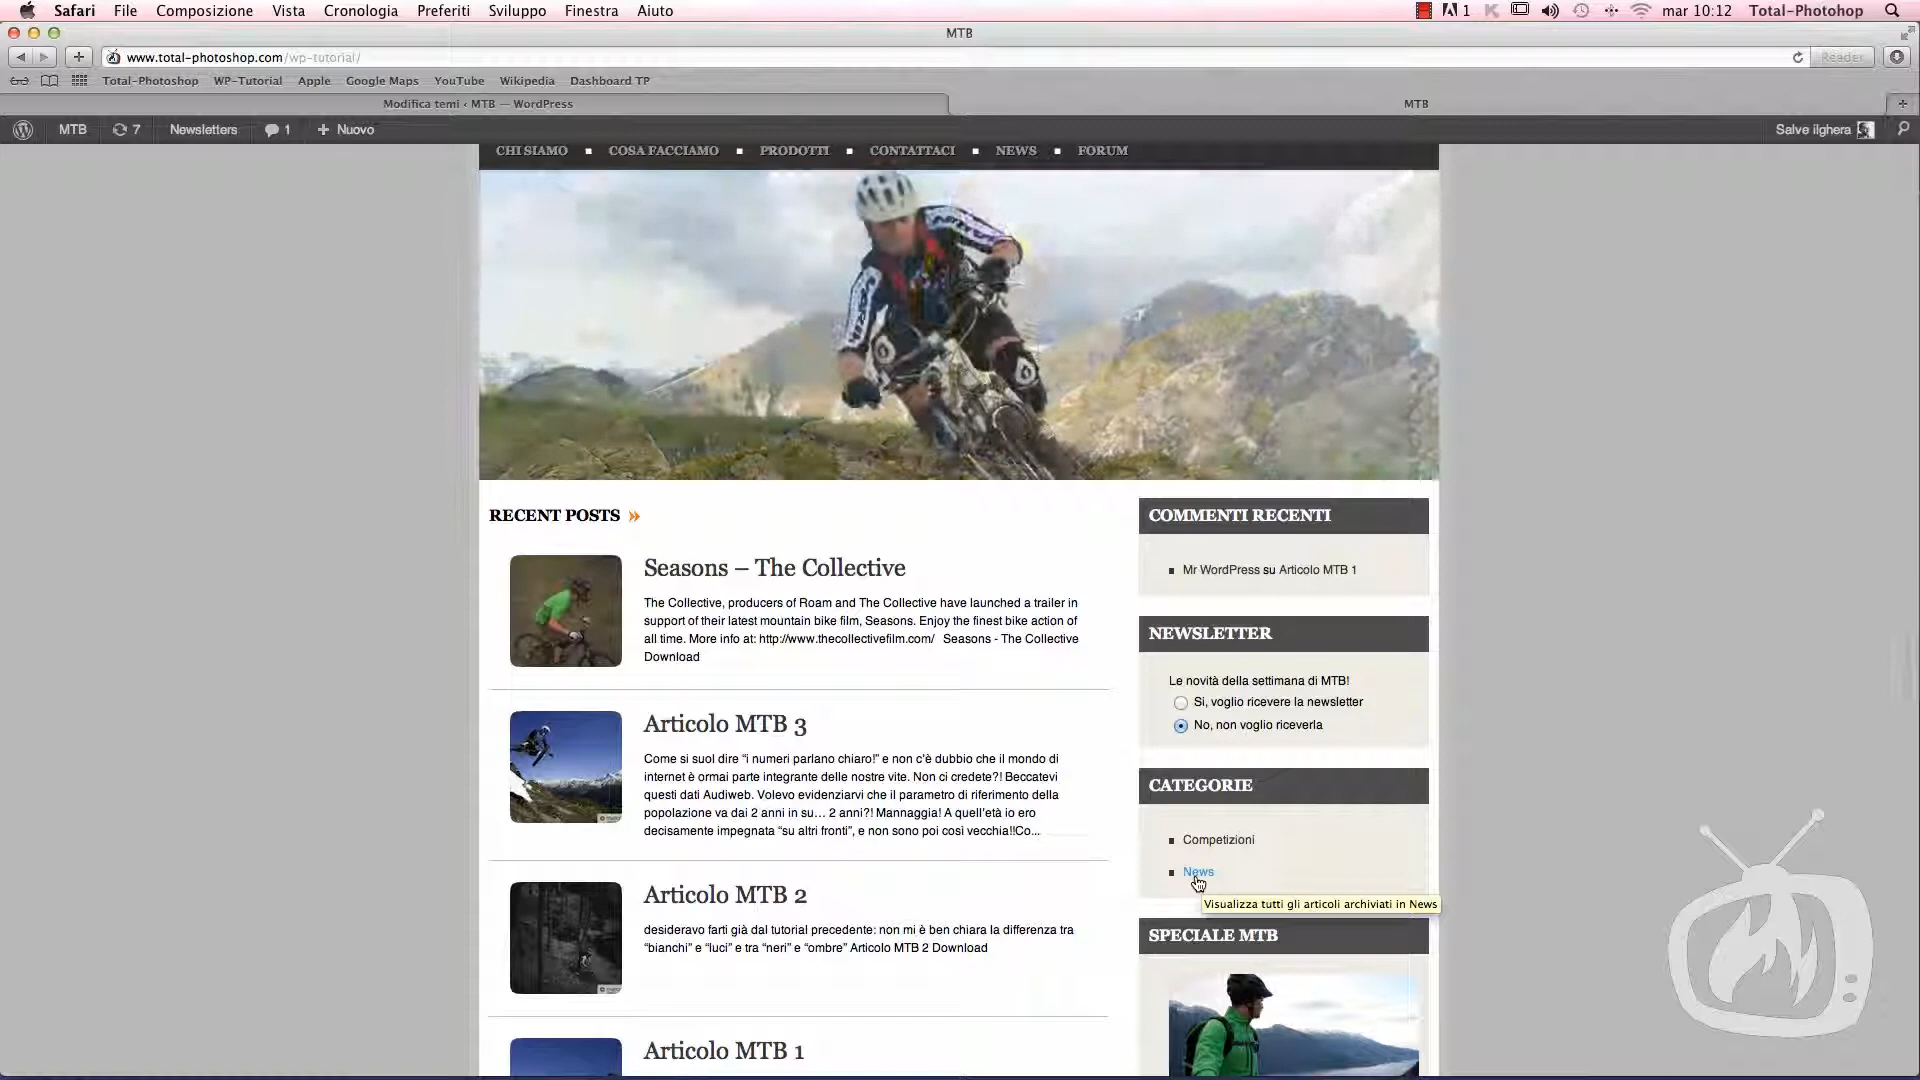 Safari File Composizione Vista Cronologia Preferiti Sviluppo Finestra Aiuto 1 mar 10:12 Total-Photohop
MTB
www.total-photoshop.com/wp-tutorial/ Reader
Total-Photoshop WP-Tutorial Apple Google Maps YouTube Wikipedia Dashboard TP
Modifica temi ‹ MTB — WordPress MTB
MTB 7 Newsletters 1 + Nuovo Salve ilghera
CHI SIAMO COSA FACCIAMO PRODOTTI CONTATTACI NEWS FORUM
RECENT POSTS »
Seasons – The Collective
The Collective, producers of Roam and The Collective have launched a trailer in
support of their latest mountain bike film, Seasons. Enjoy the finest bike action of
all time. More info at: http://www.thecollectivefilm.com/ Seasons - The Collective
Download
Articolo MTB 3
Come si suol dire “i numeri parlano chiaro!” e non c'è dubbio che il mondo di
internet è ormai parte integrante delle nostre vite. Non ci credete?! Beccatevi
questi dati Audiweb. Volevo evidenziarvi che il parametro di riferimento della
popolazione va dai 2 anni in su… 2 anni?! Mannaggia! A quell'età io ero
decisamente impegnata “su altri fronti”, e non sono poi così vecchia!!Co...
Articolo MTB 2
desideravo farti già dal tutorial precedente: non mi è ben chiara la differenza tra
“bianchi” e “luci” e tra “neri” e “ombre” Articolo MTB 2 Download
Articolo MTB 1
COMMENTI RECENTI
Mr WordPress su Articolo MTB 1
NEWSLETTER
Le novità della settimana di MTB!
Si, voglio ricevere la newsletter
No, non voglio riceverla
CATEGORIE
Competizioni
News
Visualizza tutti gli articoli archiviati in News
SPECIALE MTB